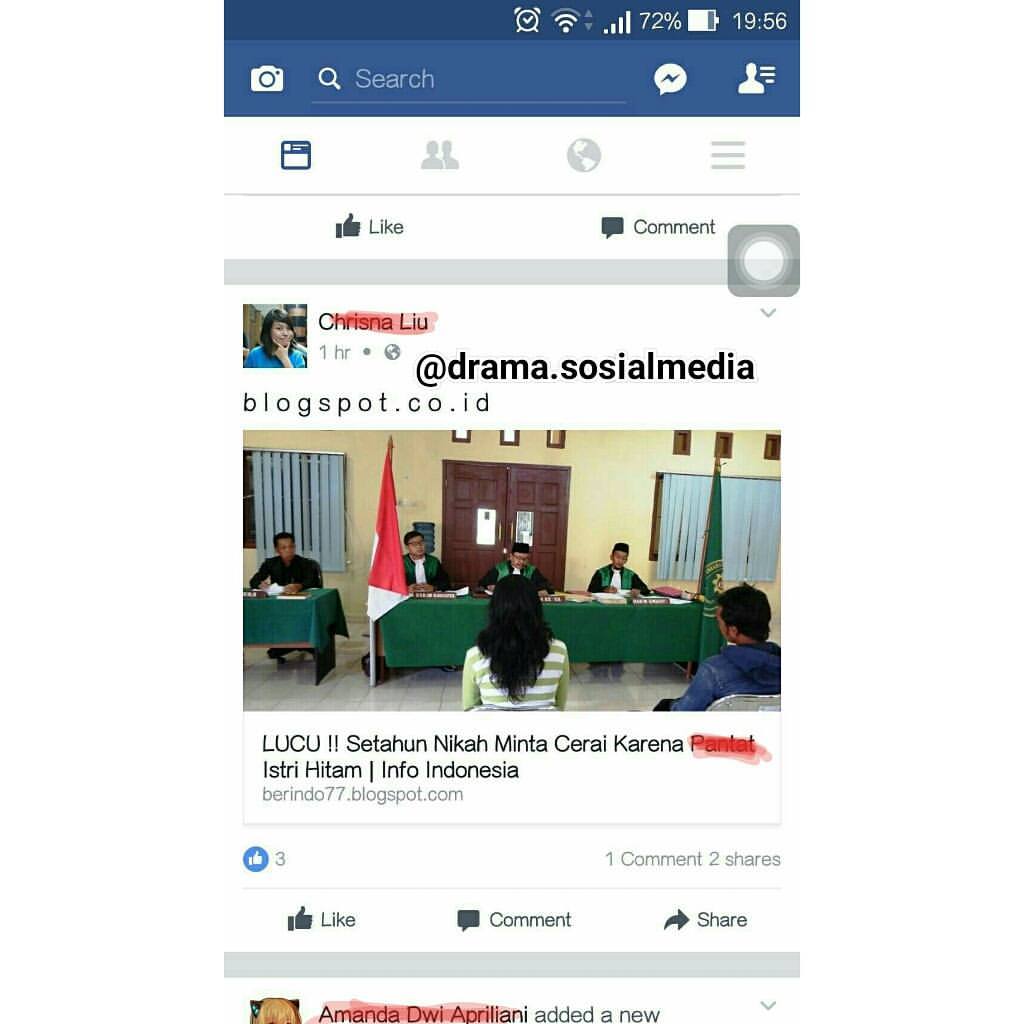 72% 19:56
Search
Like Comment
Chrisna Liu
1 hr
@drama.sosialmedia
blogspot.co.id
LUCU !! Setahun Nikah Minta Cerai Karena Pantat
Istri Hitam | Info Indonesia
berindo77.blogspot.com
3 1 Comment 2 shares
Like Comment Share
Amanda Dwi Apriliani added a new